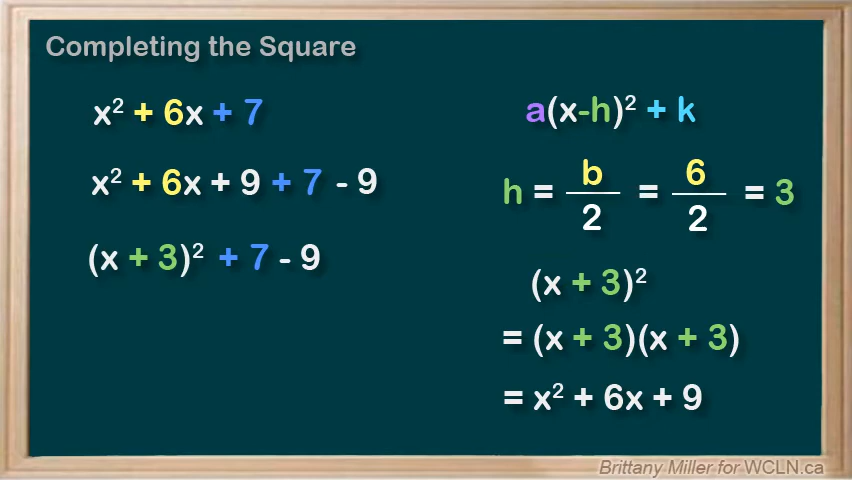 Completing the Square
x² + 6x + 7
x² + 6x + 9 + 7 - 9
(x + 3)² + 7 - 9
a(x-h)² + k
h = b/2 = 6/2 = 3
(x + 3)²
= (x + 3)(x + 3)
= x² + 6x + 9
Brittany Miller for WCLN.ca